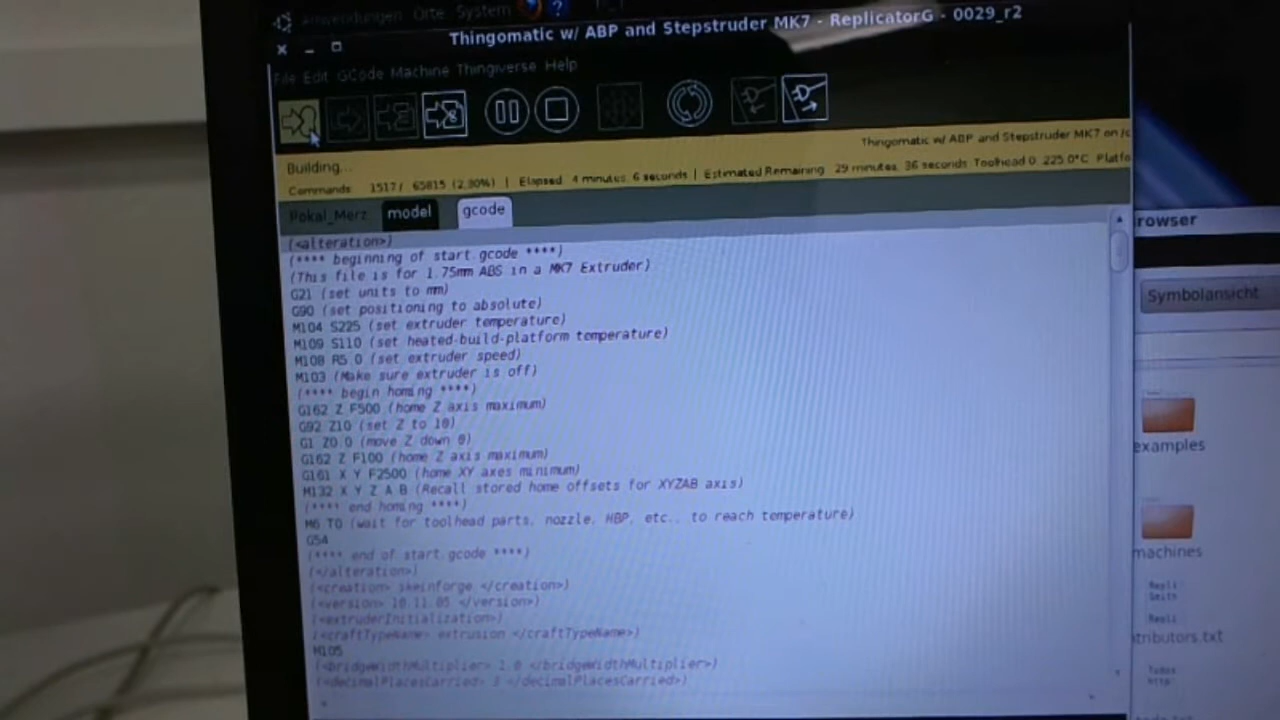 Anwendungen Orte System
Thingomatic w/ ABP and Stepstruder MK7 - ReplicatorG - 0029_r2
File Edit GCode Machine Thingiverse Help
Thingomatic w/ ABP and Stepstruder MK7 on /c
Building...
Commands 1517 / 65815 (2,30%) | Elapsed 4 minutes 6 seconds | Estimated Remaining 29 minutes, 36 seconds Toolhead 0 225.0°C Platfo
Pokal_Merz model gcode
(<alteration>)
(**** beginning of start gcode ****)
(This file is for 1.75mm ABS in a MK7 Extruder)
G21 (set units to mm)
G90 (set positioning to absolute)
M104 S225 (set extruder temperature)
M109 S110 (set heated-build-platform temperature)
M108 R5 0 (set extruder speed)
M103 (Make sure extruder is off)
(**** begin homing ****)
G162 Z F500 (home Z axis maximum)
G92 Z10 (set Z to 10)
G1 Z0 0 (move Z down 0)
G162 Z F100 (home Z axis maximum)
G161 X Y F2500 (home XY axes minimum)
M132 X Y Z A B (Recall stored home offsets for XYZAB axis)
(**** end homing ****)
M6 T0 (wait for toolhead parts, nozzle, HBP, etc., to reach temperature)
G54
(**** end of start gcode ****)
(</alteration>)
(<creation> skeinforge </creation>)
(<version> 10.11.05 </version>)
(<extruderInitialization>)
(<craftTypeName> extrusion </craftTypeName>)
M105
(<bridgeWidthMultiplier> 1.0 </bridgeWidthMultiplier>)
(<decimalPlacesCarried> 3 </decimalPlacesCarried>)
rowser
Symbolansicht
examples
machines
tributors.txt